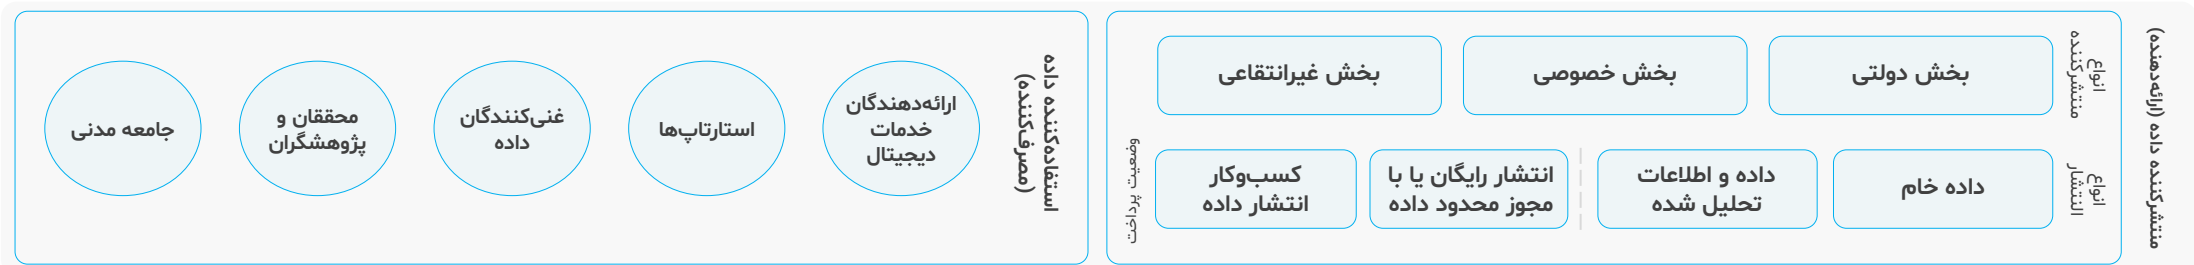 منتشرکننده داده (ارائه‌دهنده)
انواع
منتشرکننده
بخش دولتی
بخش خصوصی
بخش غیرانتقاعی
انواع
النتشار
داده خام
داده و اطلاعات
تحلیل شده
انتشار رایگان یا با
مجوز محدود داده
کسب‌وکار
انتشار داده
وضعیت پرداخت
استفاده‌کننده داده
(مصرف‌کننده)
ارائه‌دهندگان
خدمات
دیجیتال
استارتاپ‌ها
غنی‌کنندگان
داده
محققان و
پژوهشگران
جامعه مدنی